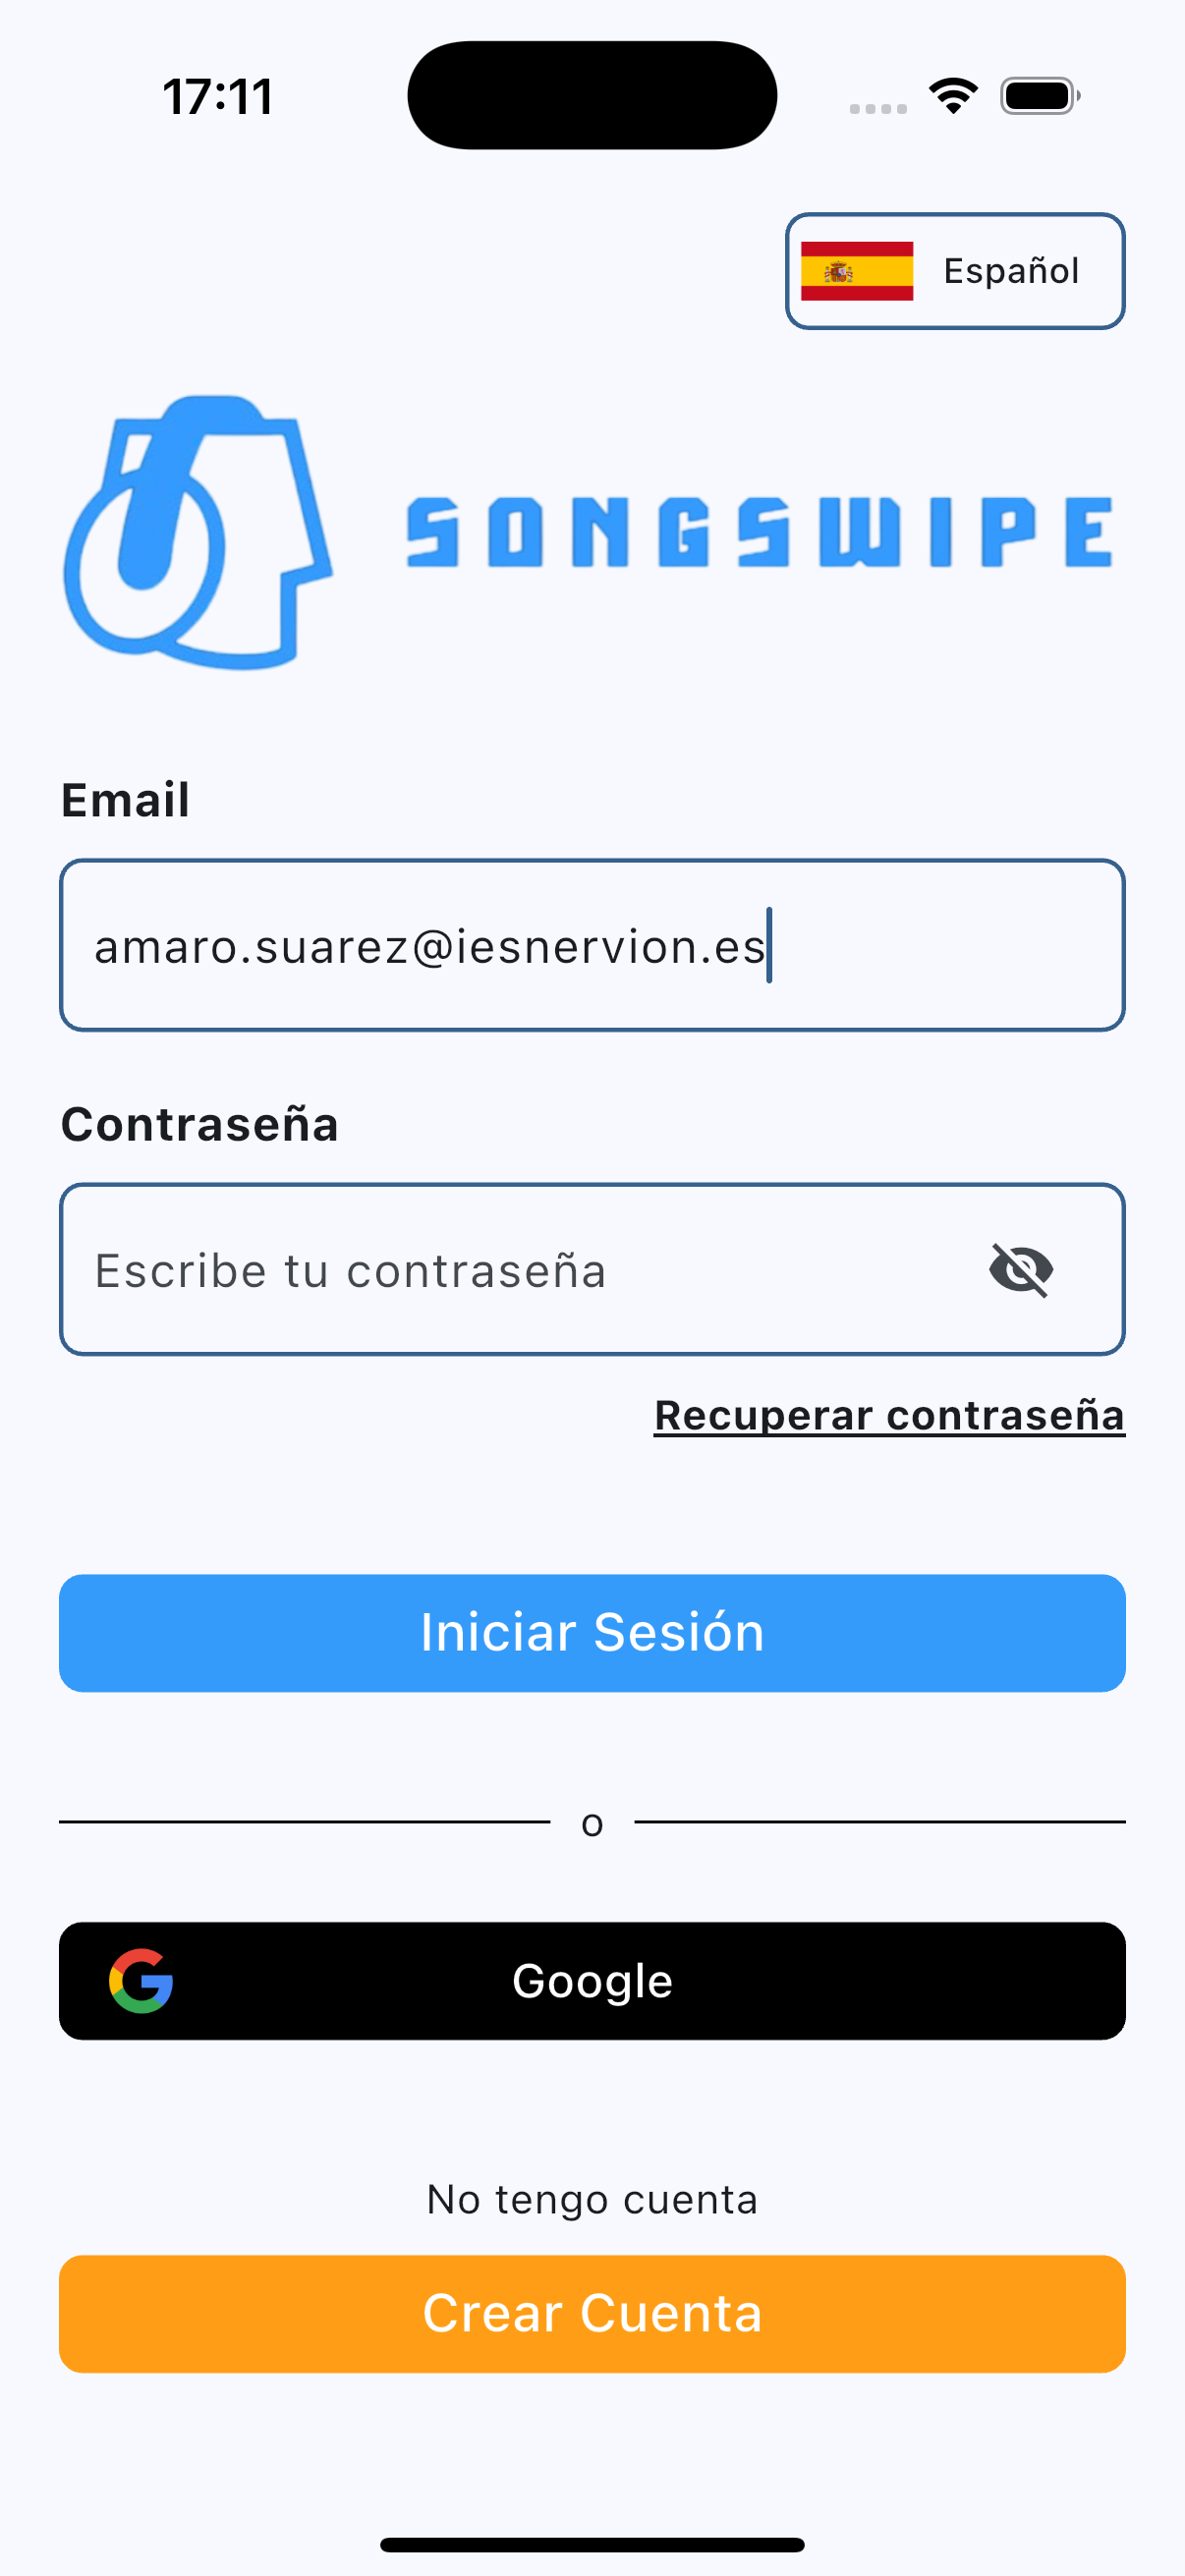 17:11
Español
SONGSWIPE
Email
amaro.suarez@iesnervion.es
Contraseña
Escribe tu contraseña
Recuperar contraseña
Iniciar Sesión
o
Google
No tengo cuenta
Crear Cuenta